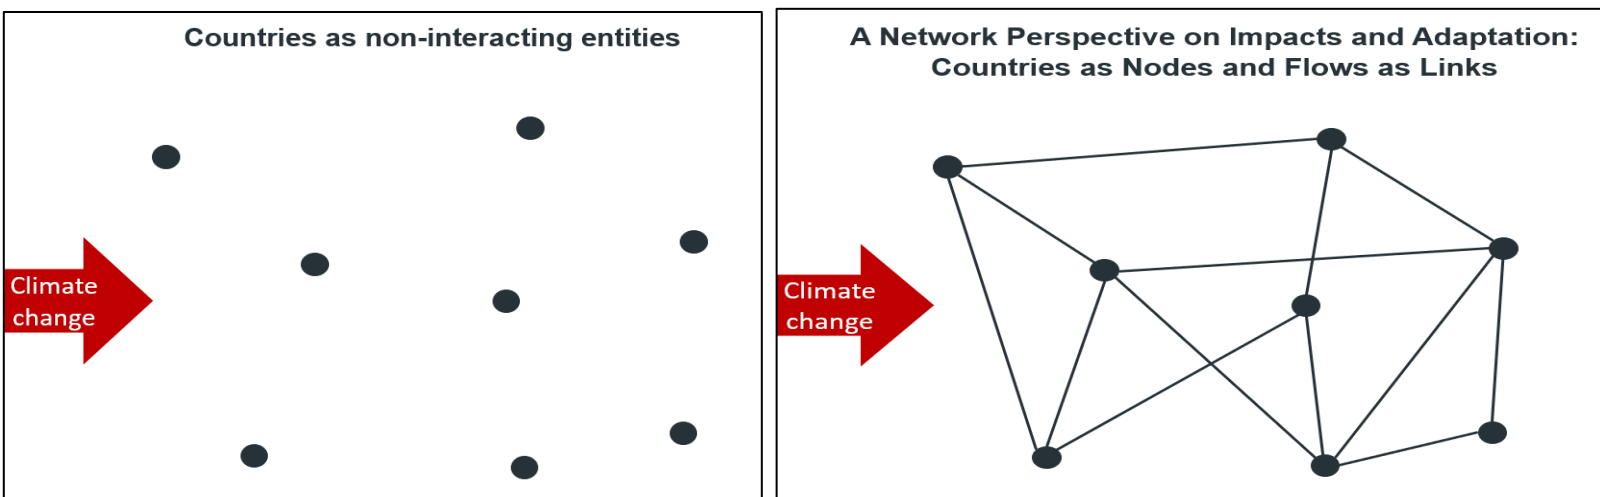 Countries as non-interacting entities
Climate
change
A Network Perspective on Impacts and Adaptation:
Countries as Nodes and Flows as Links
Climate
change